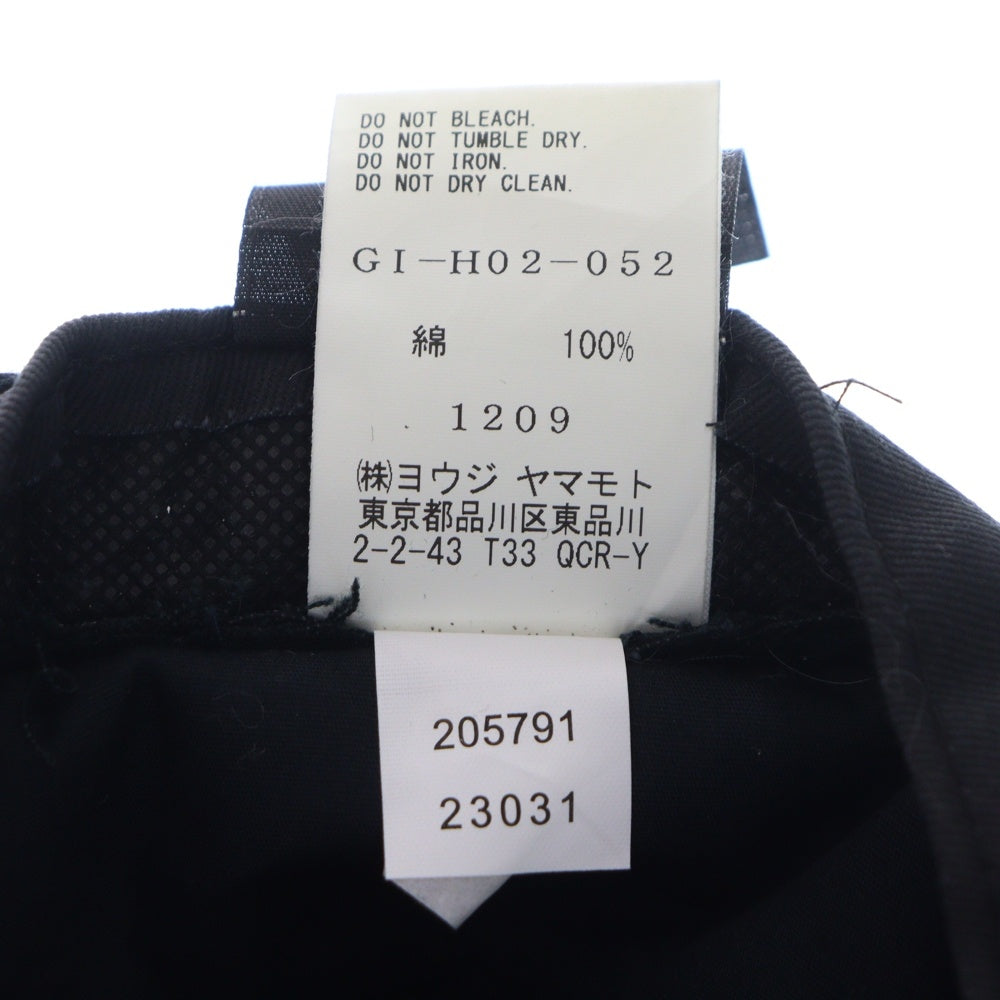 DO NOT BLEACH.
DO NOT TUMBLE DRY.
DO NOT IRON.
DO NOT DRY CLEAN.
GI-H02-052
綿 100%
1209
㈱ヨウジ ヤマモト
東京都品川区東品川
2-2-43 T33 QCR-Y
205791
23031